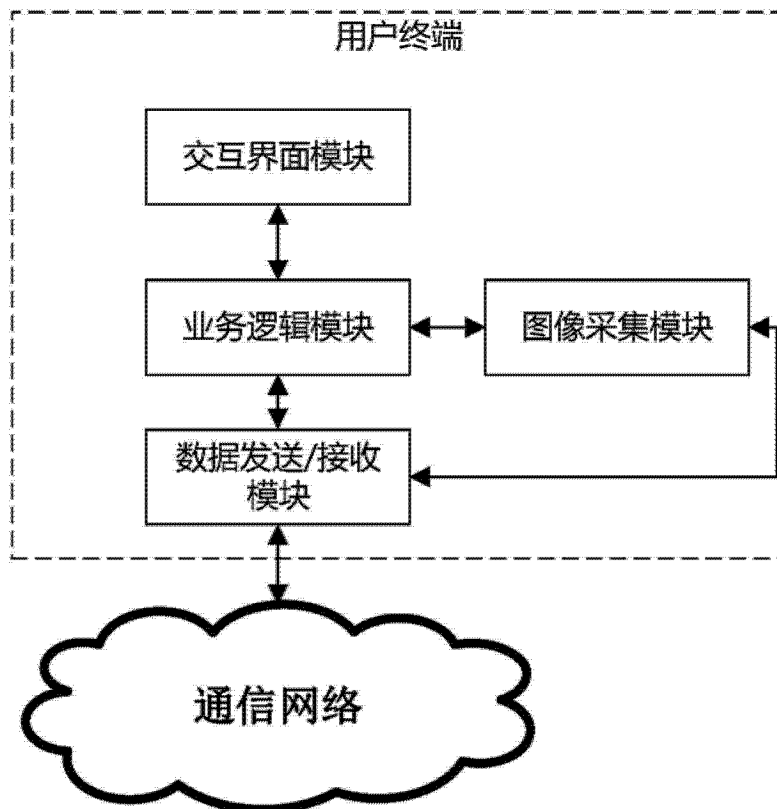 用户终端
交互界面模块
业务逻辑模块
图像采集模块
数据发送/接收
模块
通信网络